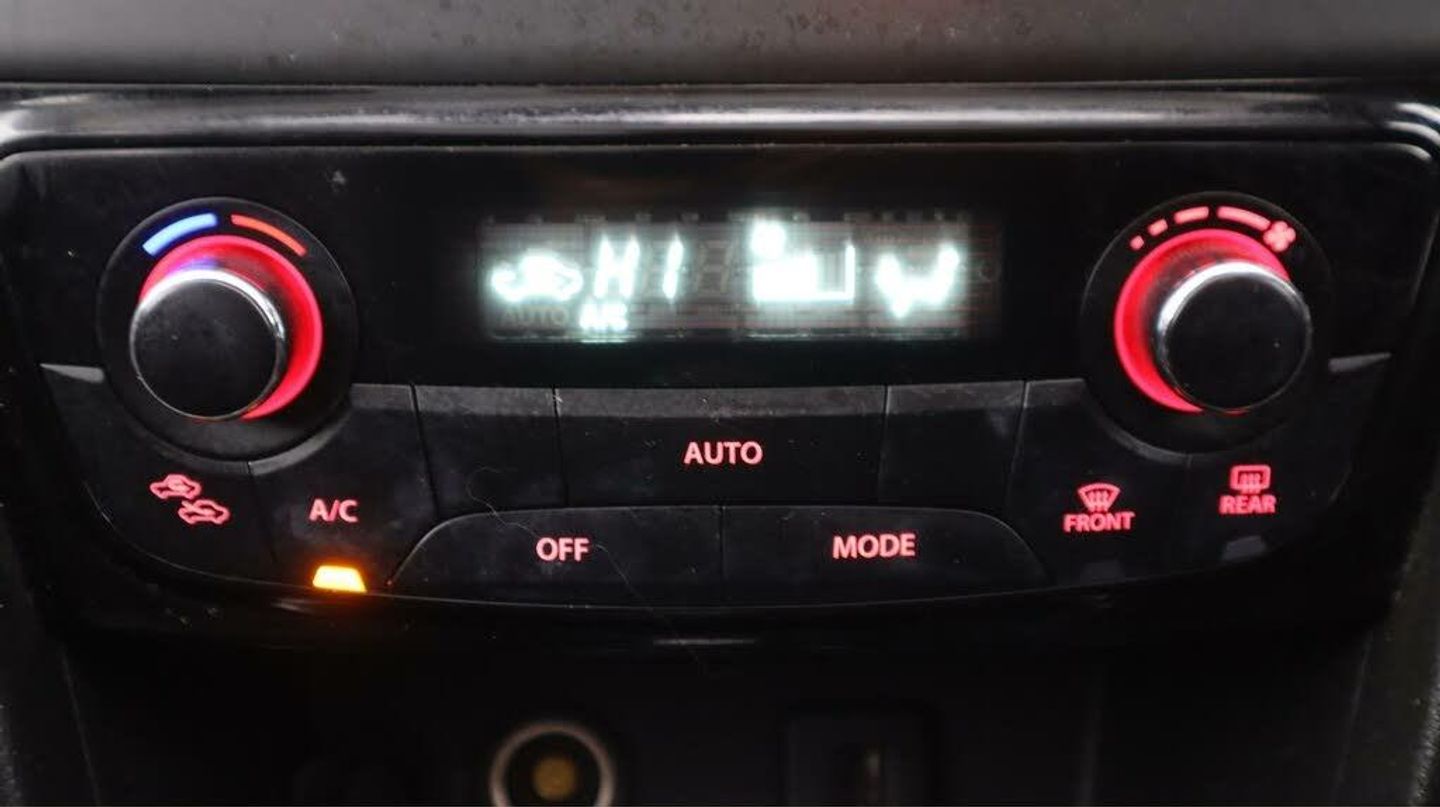 HI
AUTO A/C
AUTO
A/C
OFF
MODE
FRONT
REAR